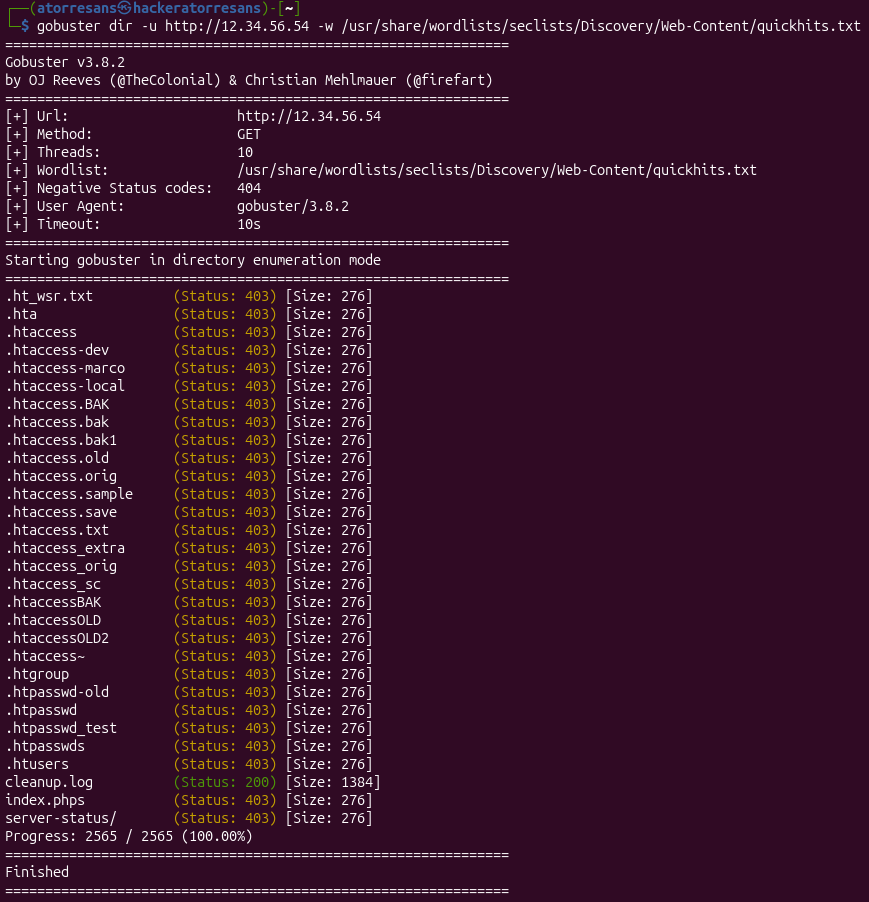 ┌──(atorresans㉿hackeratorresans)-[~]
└─$ gobuster dir -u http://12.34.56.54 -w /usr/share/wordlists/seclists/Discovery/Web-Content/quickhits.txt
===============================================================
Gobuster v3.8.2
by OJ Reeves (@TheColonial) & Christian Mehlmauer (@firefart)
===============================================================
[+] Url:                     http://12.34.56.54
[+] Method:                  GET
[+] Threads:                 10
[+] Wordlist:                /usr/share/wordlists/seclists/Discovery/Web-Content/quickhits.txt
[+] Negative Status codes:   404
[+] User Agent:              gobuster/3.8.2
[+] Timeout:                 10s
===============================================================
Starting gobuster in directory enumeration mode
===============================================================
.ht_wsr.txt          (Status: 403) [Size: 276]
.hta                 (Status: 403) [Size: 276]
.htaccess            (Status: 403) [Size: 276]
.htaccess-dev        (Status: 403) [Size: 276]
.htaccess-marco      (Status: 403) [Size: 276]
.htaccess-local      (Status: 403) [Size: 276]
.htaccess.BAK        (Status: 403) [Size: 276]
.htaccess.bak        (Status: 403) [Size: 276]
.htaccess.bak1       (Status: 403) [Size: 276]
.htaccess.old        (Status: 403) [Size: 276]
.htaccess.orig       (Status: 403) [Size: 276]
.htaccess.sample     (Status: 403) [Size: 276]
.htaccess.save       (Status: 403) [Size: 276]
.htaccess.txt        (Status: 403) [Size: 276]
.htaccess_extra      (Status: 403) [Size: 276]
.htaccess_orig       (Status: 403) [Size: 276]
.htaccess_sc         (Status: 403) [Size: 276]
.htaccessBAK         (Status: 403) [Size: 276]
.htaccessOLD         (Status: 403) [Size: 276]
.htaccessOLD2        (Status: 403) [Size: 276]
.htaccess~           (Status: 403) [Size: 276]
.htgroup             (Status: 403) [Size: 276]
.htpasswd-old        (Status: 403) [Size: 276]
.htpasswd            (Status: 403) [Size: 276]
.htpasswd_test       (Status: 403) [Size: 276]
.htpasswds           (Status: 403) [Size: 276]
.htusers             (Status: 403) [Size: 276]
cleanup.log          (Status: 200) [Size: 1384]
index.phps           (Status: 403) [Size: 276]
server-status/       (Status: 403) [Size: 276]
Progress: 2565 / 2565 (100.00%)
===============================================================
Finished
===============================================================